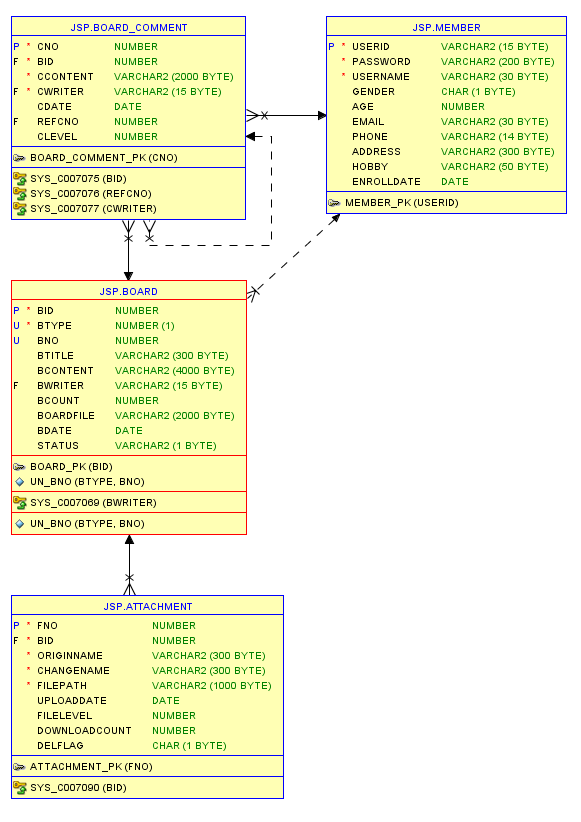 JSP.BOARD_COMMENT
P * CNO NUMBER
F * BID NUMBER
* CCONTENT VARCHAR2 (2000 BYTE)
F * CWRITER VARCHAR2 (15 BYTE)
CDATE DATE
F REFCNO NUMBER
CLEVEL NUMBER
BOARD_COMMENT_PK (CNO)
SYS_C007075 (BID)
SYS_C007076 (REFCNO)
SYS_C007077 (CWRITER)
JSP.MEMBER
P * USERID VARCHAR2 (15 BYTE)
* PASSWORD VARCHAR2 (200 BYTE)
* USERNAME VARCHAR2 (30 BYTE)
GENDER CHAR (1 BYTE)
AGE NUMBER
EMAIL VARCHAR2 (30 BYTE)
PHONE VARCHAR2 (14 BYTE)
ADDRESS VARCHAR2 (300 BYTE)
HOBBY VARCHAR2 (50 BYTE)
ENROLLDATE DATE
MEMBER_PK (USERID)
JSP.BOARD
P * BID NUMBER
U * BTYPE NUMBER (1)
U BNO NUMBER
BTITLE VARCHAR2 (300 BYTE)
BCONTENT VARCHAR2 (4000 BYTE)
F BWRITER VARCHAR2 (15 BYTE)
BCOUNT NUMBER
BOARDFILE VARCHAR2 (2000 BYTE)
BDATE DATE
STATUS VARCHAR2 (1 BYTE)
BOARD_PK (BID)
UN_BNO (BTYPE, BNO)
SYS_C007069 (BWRITER)
UN_BNO (BTYPE, BNO)
JSP.ATTACHMENT
P * FNO NUMBER
F * BID NUMBER
* ORIGINNAME VARCHAR2 (300 BYTE)
* CHANGENAME VARCHAR2 (300 BYTE)
* FILEPATH VARCHAR2 (1000 BYTE)
UPLOADDATE DATE
FILELEVEL NUMBER
DOWNLOADCOUNT NUMBER
DELFLAG CHAR (1 BYTE)
ATTACHMENT_PK (FNO)
SYS_C007090 (BID)